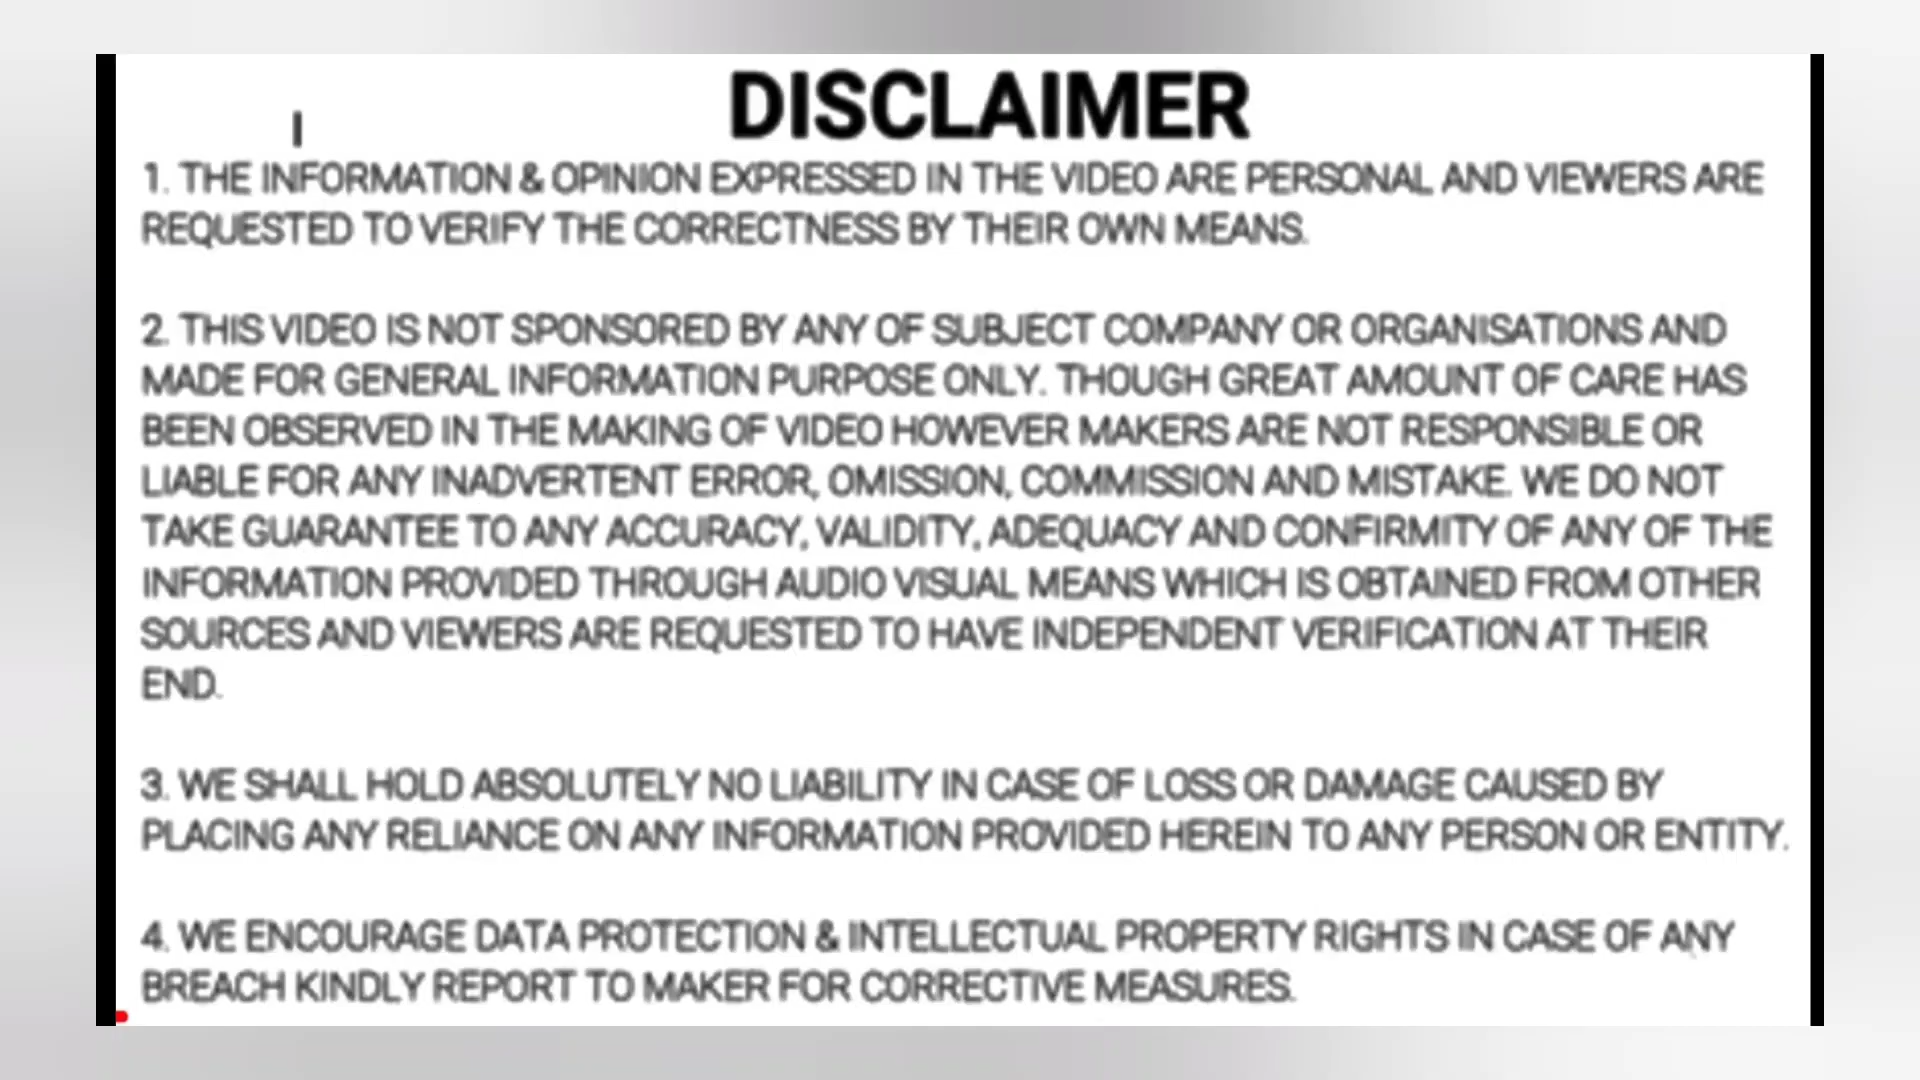 DISCLAIMER
1. THE INFORMATION & OPINION EXPRESSED IN THE VIDEO ARE PERSONAL AND VIEWERS ARE
REQUESTED TO VERIFY THE CORRECTNESS BY THEIR OWN MEANS.
2. THIS VIDEO IS NOT SPONSORED BY ANY OF SUBJECT COMPANY OR ORGANISATIONS AND
MADE FOR GENERAL INFORMATION PURPOSE ONLY. THOUGH GREAT AMOUNT OF CARE HAS
BEEN OBSERVED IN THE MAKING OF VIDEO HOWEVER MAKERS ARE NOT RESPONSIBLE OR
LIABLE FOR ANY INADVERTENT ERROR, OMISSION, COMMISSION AND MISTAKE. WE DO NOT
TAKE GUARANTEE TO ANY ACCURACY, VALIDITY, ADEQUACY AND CONFIRMITY OF ANY OF THE
INFORMATION PROVIDED THROUGH AUDIO VISUAL MEANS WHICH IS OBTAINED FROM OTHER
SOURCES AND VIEWERS ARE REQUESTED TO HAVE INDEPENDENT VERIFICATION AT THEIR
END.
3. WE SHALL HOLD ABSOLUTELY NO LIABILITY IN CASE OF LOSS OR DAMAGE CAUSED BY
PLACING ANY RELIANCE ON ANY INFORMATION PROVIDED HEREIN TO ANY PERSON OR ENTITY.
4. WE ENCOURAGE DATA PROTECTION & INTELLECTUAL PROPERTY RIGHTS IN CASE OF ANY
BREACH KINDLY REPORT TO MAKER FOR CORRECTIVE MEASURES.